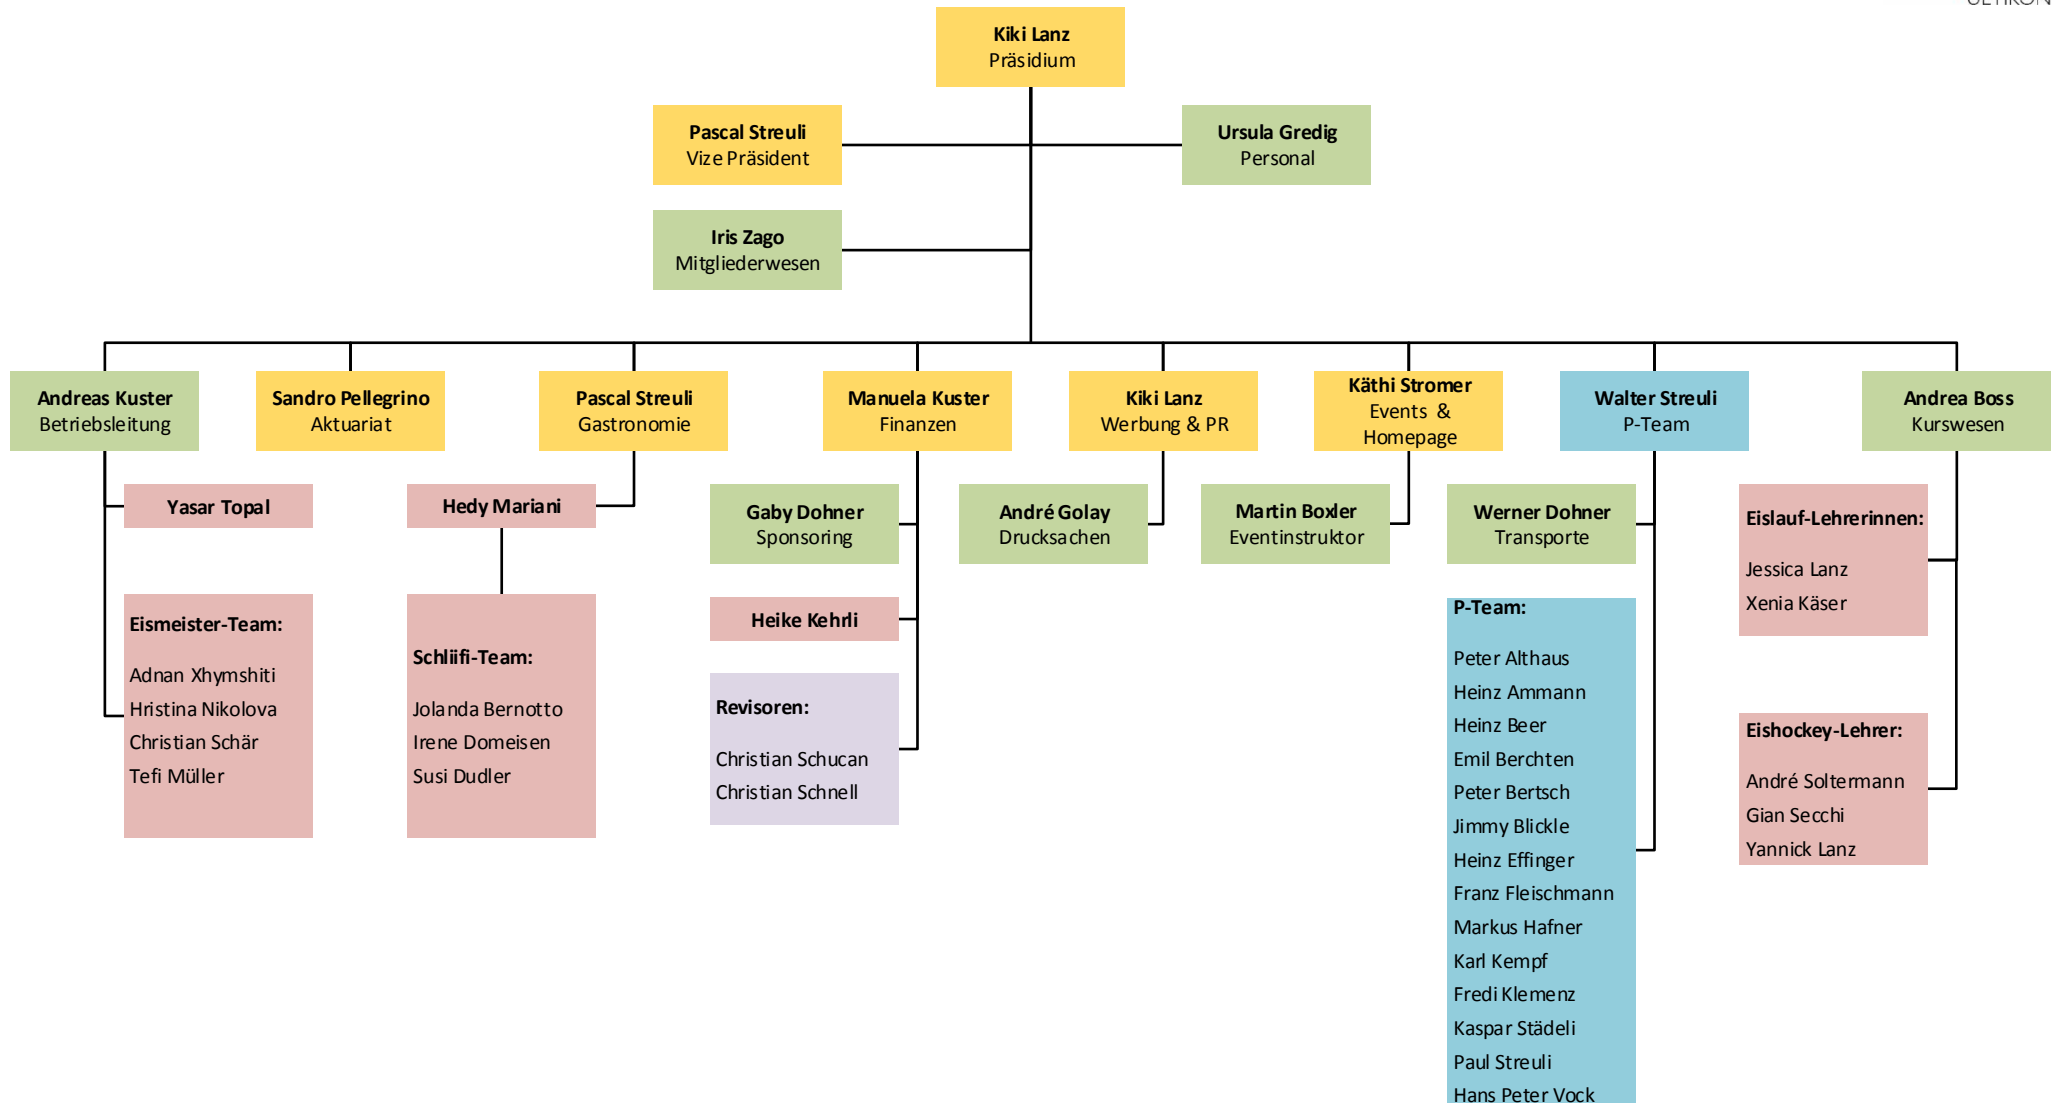 Kiki Lanz
Präsidium
Pascal Streuli
Vize Präsident
Ursula Gredig
Personal
Iris Zago
Mitgliederwesen
Andreas Kuster
Betriebsleitung
Sandro Pellegrino
Aktuariat
Pascal Streuli
Gastronomie
Manuela Kuster
Finanzen
Kiki Lanz
Werbung & PR
Käthi Stromer
Events &
Homepage
Walter Streuli
P-Team
Andrea Boss
Kurswesen
Yasar Topal
Eismeister-Team:
Adnan Xhymshiti
Hristina Nikolova
Christian Schär
Tefi Müller
Hedy Mariani
Schliifi-Team:
Jolanda Bernotto
Irene Domeisen
Susi Dudler
Gaby Dohner
Sponsoring
Heike Kehrli
Revisoren:
Christian Schucan
Christian Schnell
André Golay
Drucksachen
Martin Boxler
Eventinstruktor
Werner Dohner
Transporte
P-Team:
Peter Althaus
Heinz Ammann
Heinz Beer
Emil Berchten
Peter Bertsch
Jimmy Blickle
Heinz Effinger
Franz Fleischmann
Markus Hafner
Karl Kempf
Fredi Klemenz
Kaspar Städeli
Paul Streuli
Hans Peter Vock
Eislauf-Lehrerinnen:
Jessica Lanz
Xenia Käser
Eishockey-Lehrer:
André Soltermann
Gian Secchi
Yannick Lanz